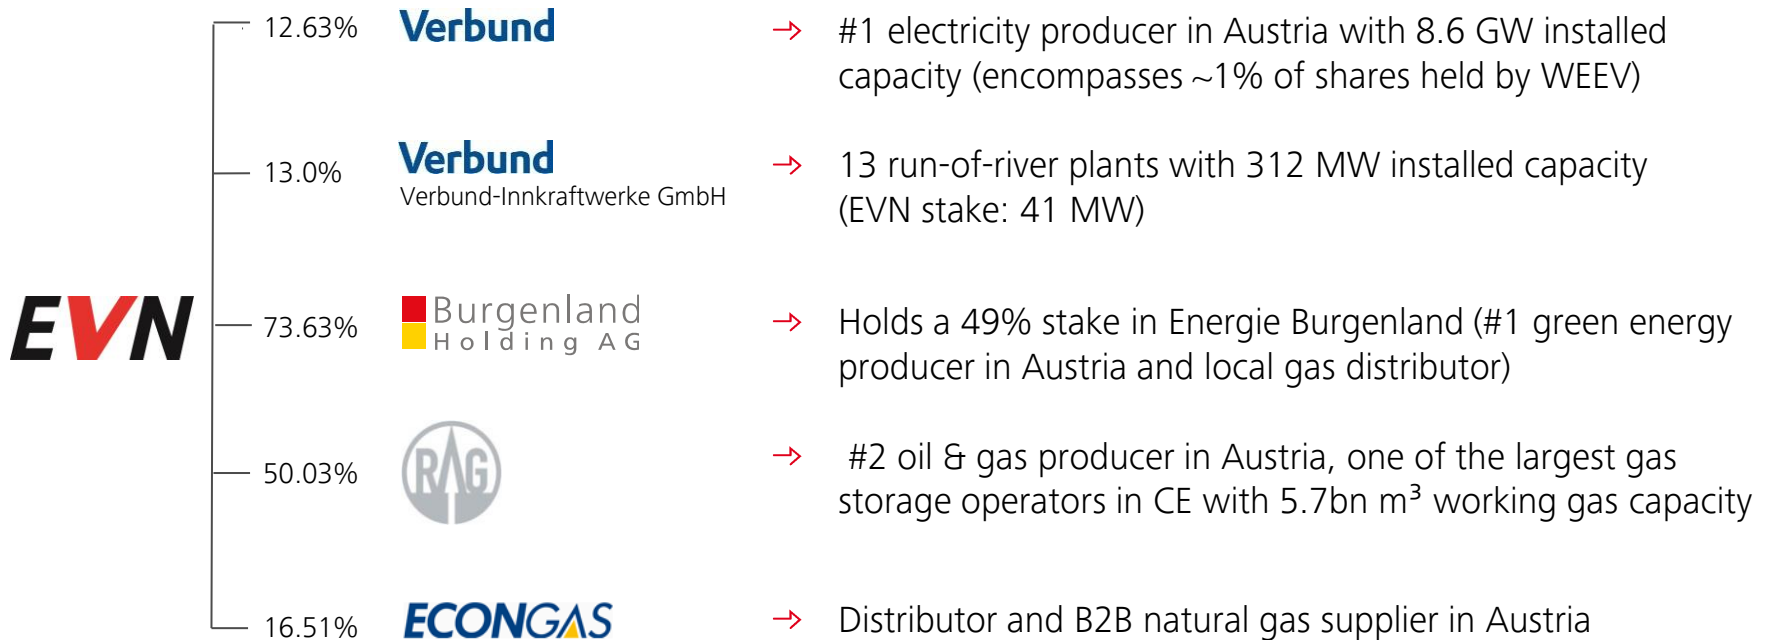 12.63% Verbund → #1 electricity producer in Austria with 8.6 GW installed
capacity (encompasses ~1% of shares held by WEEV)
13.0% Verbund → 13 run-of-river plants with 312 MW installed capacity
Verbund-Innkraftwerke GmbH (EVN stake: 41 MW)
EVN 73.63% Burgenland Holding AG → Holds a 49% stake in Energie Burgenland (#1 green energy
producer in Austria and local gas distributor)
50.03% RAG → #2 oil & gas producer in Austria, one of the largest gas
storage operators in CE with 5.7bn m³ working gas capacity
16.51% ECONGAS → Distributor and B2B natural gas supplier in Austria